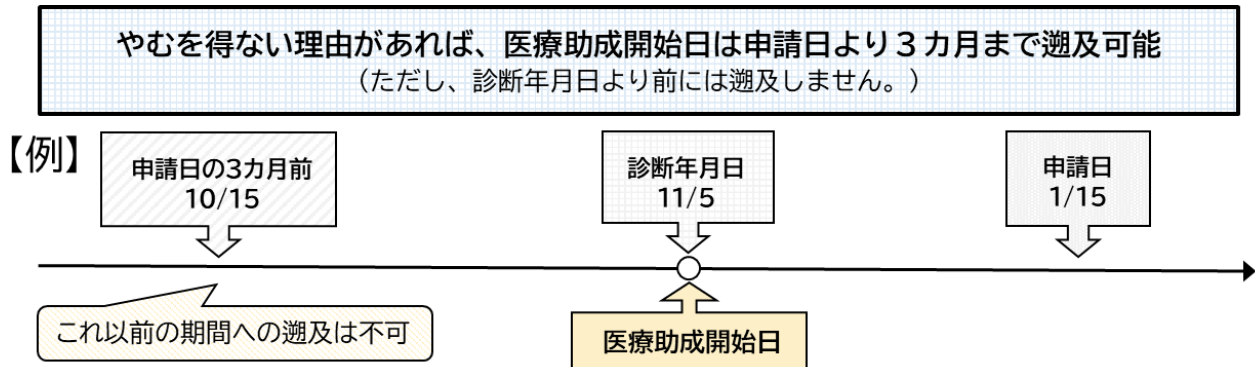 やむを得ない理由があれば、医療助成開始日は申請日より３カ月まで遡及可能
（ただし、診断年月日より前には遡及しません。）
【例】
申請日の3カ月前
10/15
診断年月日
11/5
申請日
1/15
これ以前の期間への遡及は不可
医療助成開始日